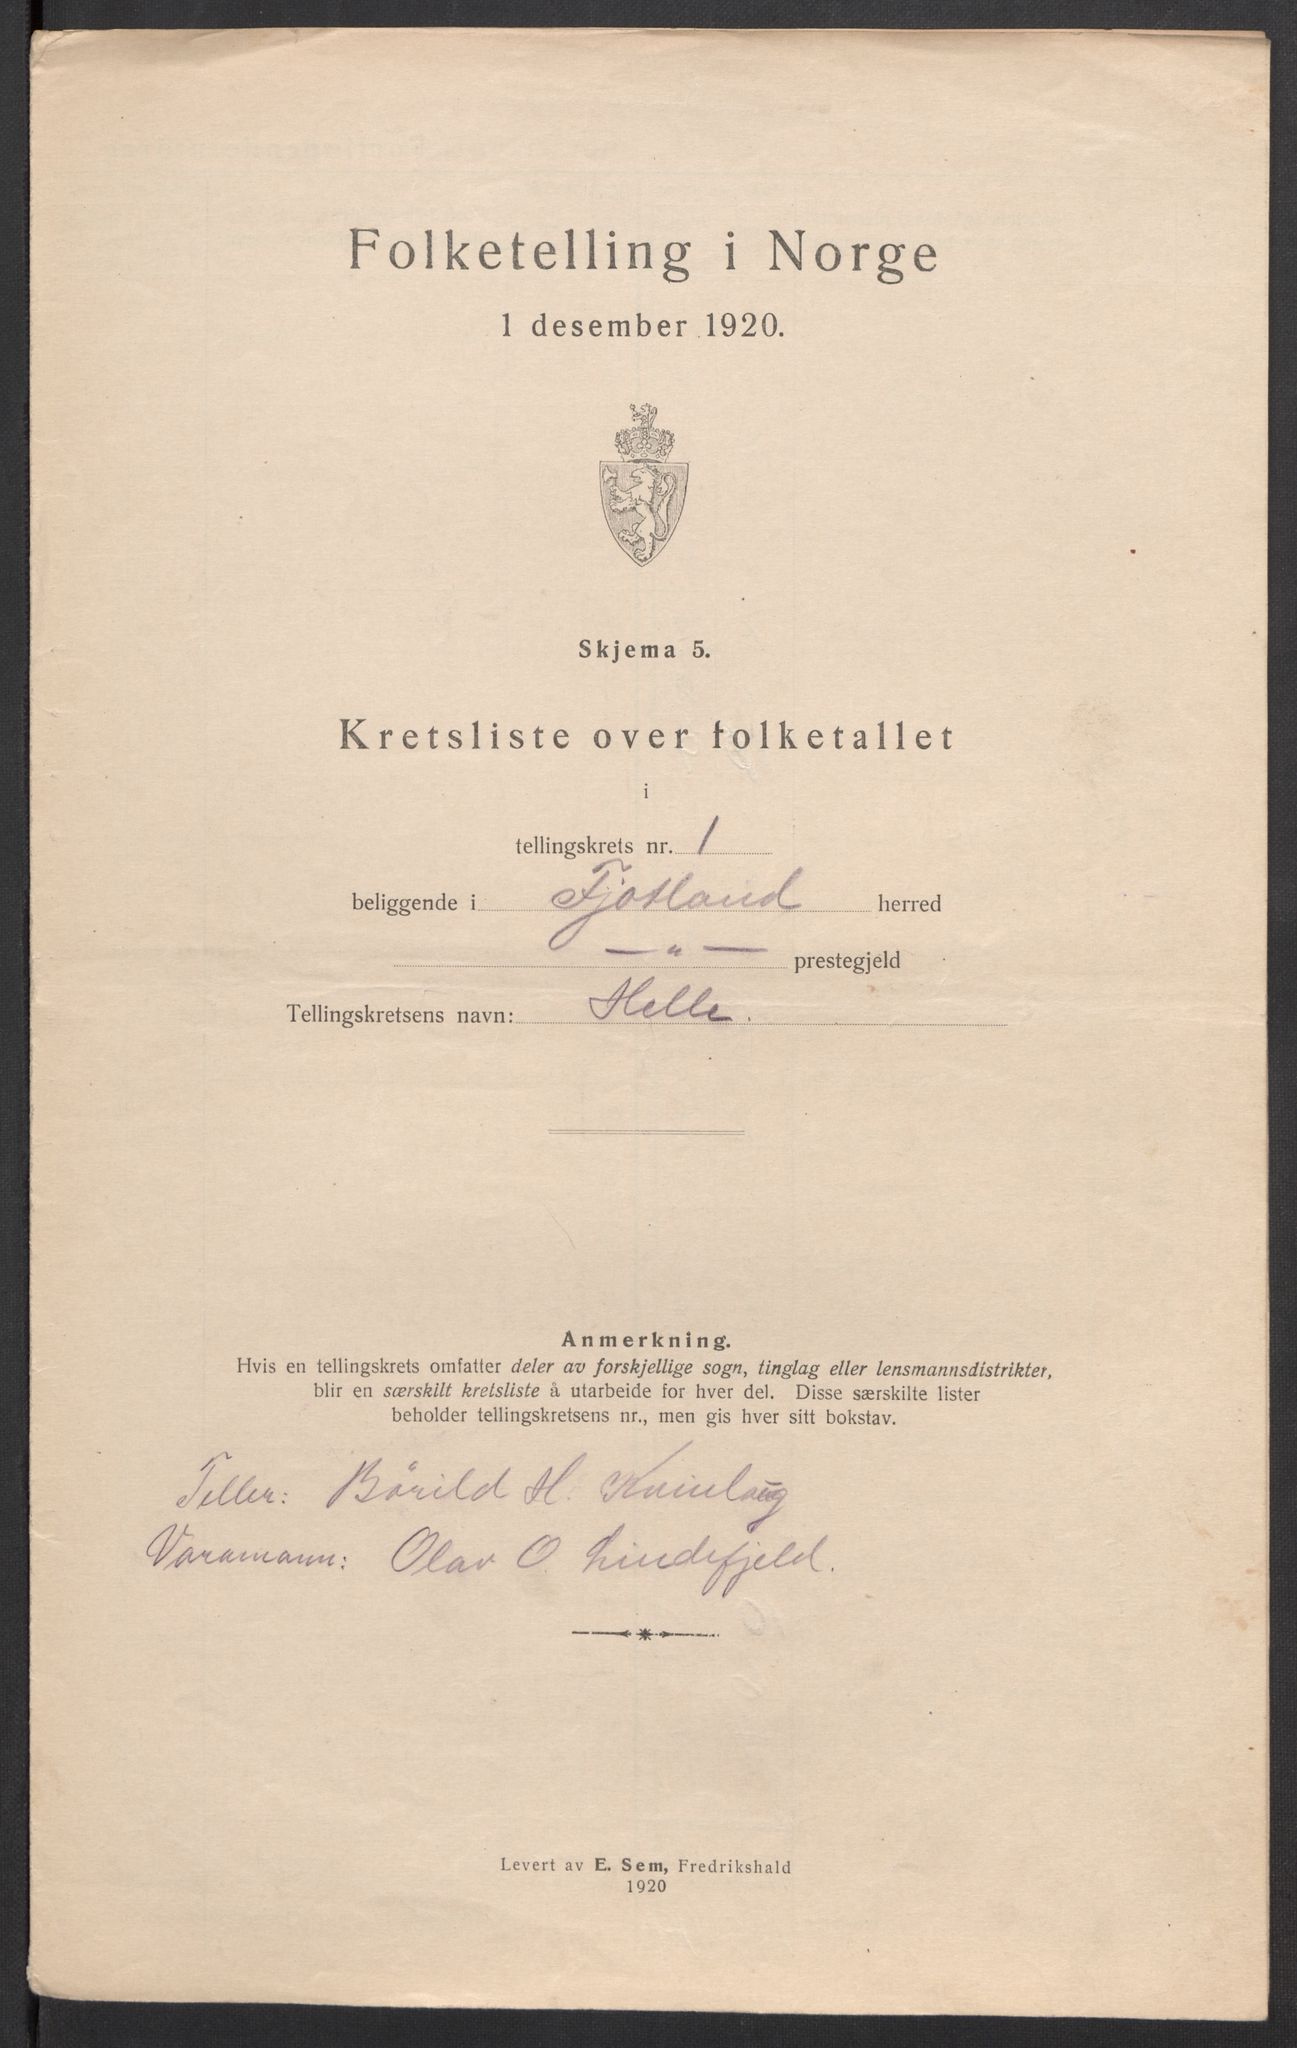 Folketelling i Norge
1 desember 1920.
Skjema 5.
Kretsliste over folketallet
i
tellingskrets nr. 1
beliggende i Fjotland herred
— „ — prestegjeld
Tellingskretsens navn: Helle.
Anmerkning.
Hvis en tellingskrets omfatter deler av forskjellige sogn, tinglag eller lensmannsdistrikter,
blir en særskilt kretsliste å utarbeide for hver del. Disse særskilte lister
beholder tellingskretsens nr., men gis hver sitt bokstav.
Teller: Börild H. Kvinlaug
Varamann: Olav O. Lindefjeld.
Levert av E. Sem, Fredrikshald
1920